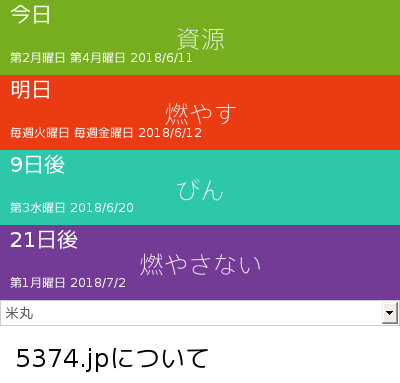 今日
資源
第2月曜日 第4月曜日 2018/6/11
明日
燃やす
毎週火曜日 毎週金曜日 2018/6/12
9日後
びん
第3水曜日 2018/6/20
21日後
燃やさない
第1月曜日 2018/7/2
米丸
5374.jpについて